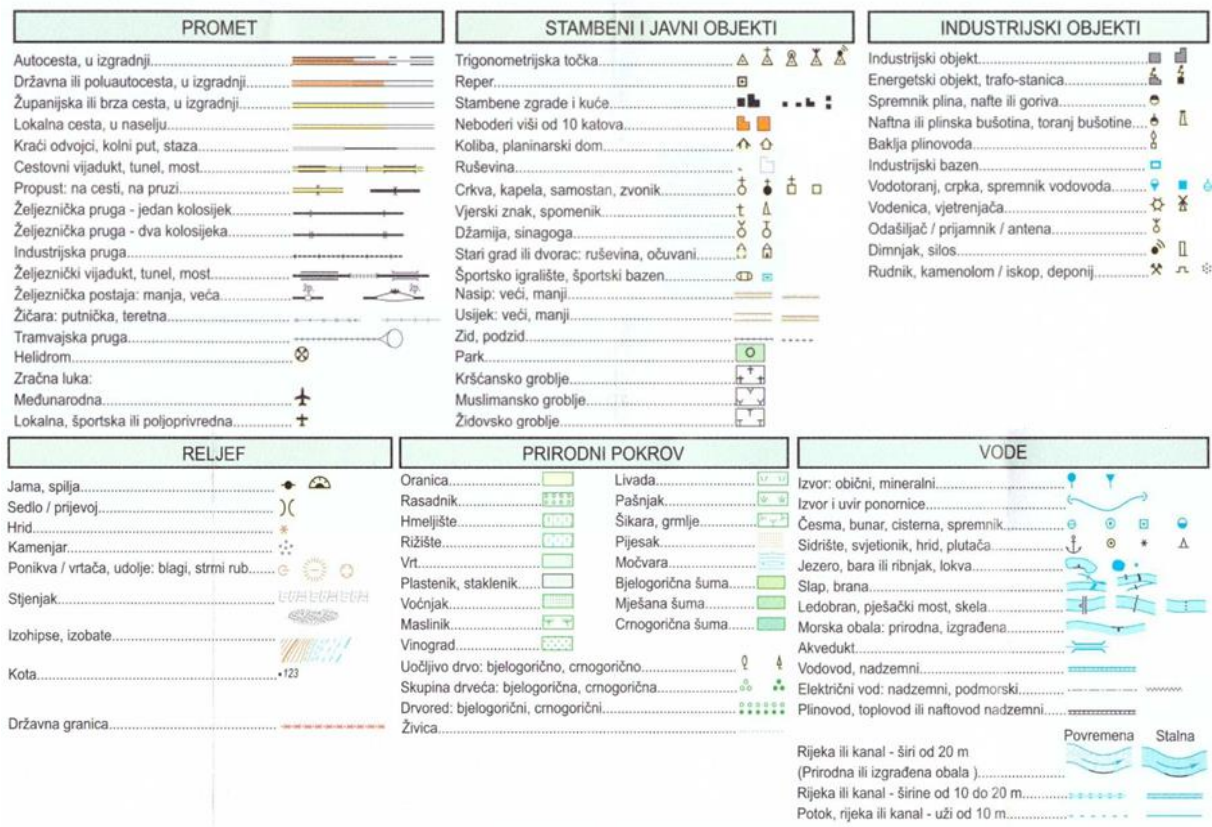 PROMET
Autocesta, u izgradnji
Državna ili poluautocesta, u izgradnji
Županijska ili brza cesta, u izgradnji
Lokalna cesta, u naselju
Kraći odvojci, kolni put, staza
Cestovni vijadukt, tunel, most
Propust: na cesti, na pruzi
Željeznička pruga - jedan kolosijek
Željeznička pruga - dva kolosijeka
Industrijska pruga
Željeznički vijadukt, tunel, most
Željeznička postaja: manja, veća
Žičara: putnička, teretna
Tramvajska pruga
Helidrom
Zračna luka:
Međunarodna
Lokalna, športska ili poljoprivredna
STAMBENI I JAVNI OBJEKTI
Trigonometrijska točka
Reper
Stambene zgrade i kuće
Neboderi viši od 10 katova
Koliba, planinarski dom
Ruševina
Crkva, kapela, samostan, zvonik
Vjerski znak, spomenik
Džamija, sinagoga
Stari grad ili dvorac: ruševina, očuvani
Športsko igralište, športski bazen
Nasip: veći, manji
Usijek: veći, manji
Zid, podzid
Park
Kršćansko groblje
Muslimansko groblje
Židovsko groblje
INDUSTRIJSKI OBJEKTI
Industrijski objekt
Energetski objekt, trafo-stanica
Spremnik plina, nafte ili goriva
Naftna ili plinska bušotina, toranj bušotine
Baklja plinovoda
Industrijski bazen
Vodotoranj, crpka, spremnik vodovoda
Vodenica, vjetrenjača
Odašiljač / prijamnik / antena
Dimnjak, silos
Rudnik, kamenolom / iskop, deponij
RELJEF
Jama, spilja
Sedlo / prijevoj
Hrid
Kamenjar
Ponikva / vrtača, udolje: blagi, strmi rub
Stjenjak
Izohipse, izobate
Kota •123
Državna granica
PRIRODNI POKROV
Oranica
Rasadnik
Hmeljište
Rižište
Vrt
Plastenik, staklenik
Voćnjak
Maslinik
Vinograd
Livada
Pašnjak
Šikara, grmlje
Pijesak
Močvara
Bjelogorična šuma
Mješana šuma
Crnogorična šuma
Uočljivo drvo: bjelogorično, crnogorično
Skupina drveća: bjelogorična, crnogorična
Drvored: bjelogorični, crnogorični
Živica
VODE
Izvor: obični, mineralni
Izvor i uvir ponornice
Česma, bunar, cisterna, spremnik
Sidrište, svjetionik, hrid, plutača
Jezero, bara ili ribnjak, lokva
Slap, brana
Ledobran, pješački most, skela
Morska obala: prirodna, izgrađena
Akvedukt
Vodovod, nadzemni
Električni vod: nadzemni, podmorski
Plinovod, toplovod ili naftovod nadzemni
Povremena Stalna
Rijeka ili kanal - širi od 20 m
(Prirodna ili izgrađena obala )
Rijeka ili kanal - širine od 10 do 20 m
Potok, rijeka ili kanal - uži od 10 m